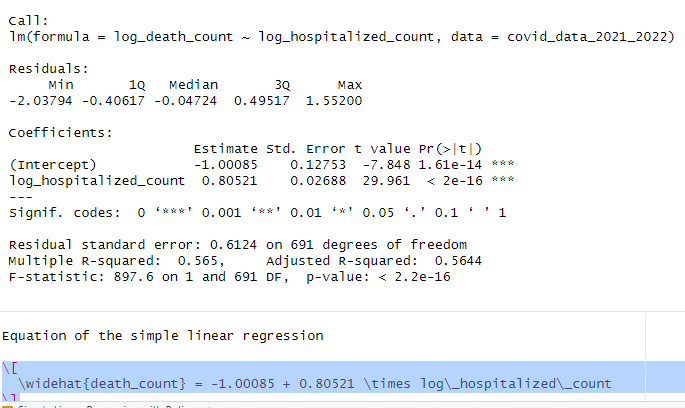 Call:
lm(formula = log_death_count ~ log_hospitalized_count, data = covid_data_2021_2022)
Residuals:
Min 1Q Median 3Q Max
-2.03794 -0.40617 -0.04724 0.49517 1.55200
Coefficients:
Estimate Std. Error t value Pr(>|t|)
(Intercept) -1.00085 0.12753 -7.848 1.61e-14 ***
log_hospitalized_count 0.80521 0.02688 29.961 < 2e-16 ***
---
Signif. codes: 0 ‘***’ 0.001 ‘**’ 0.01 ‘*’ 0.05 ‘.’ 0.1 ‘ ’ 1
Residual standard error: 0.6124 on 691 degrees of freedom
Multiple R-squared: 0.565, Adjusted R-squared: 0.5644
F-statistic: 897.6 on 1 and 691 DF, p-value: < 2.2e-16
Equation of the simple linear regression
\[
\widehat{death_count} = -1.00085 + 0.80521 \times log\_hospitalized\_count
\]